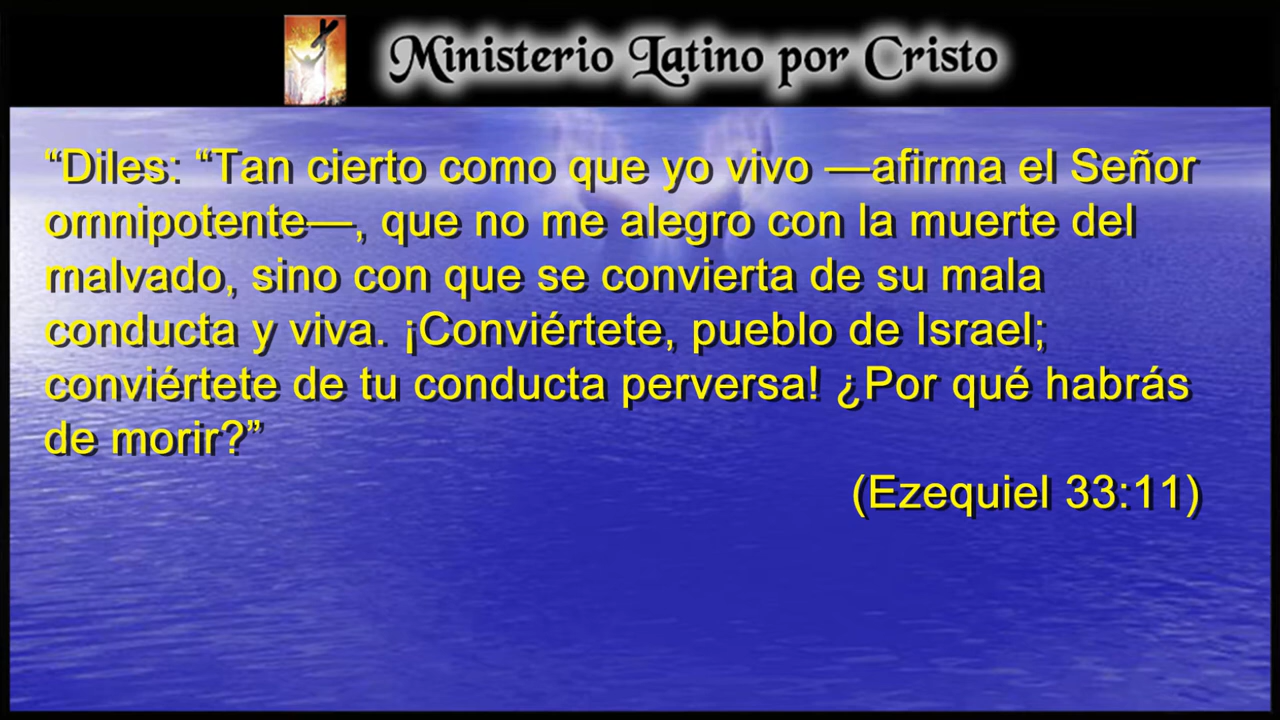 Ministerio Latino por Cristo
“Diles: “Tan cierto como que yo vivo —afirma el Señor
omnipotente—, que no me alegro con la muerte del
malvado, sino con que se convierta de su mala
conducta y viva. ¡Conviértete, pueblo de Israel;
conviértete de tu conducta perversa! ¿Por qué habrás
de morir?”
(Ezequiel 33:11)